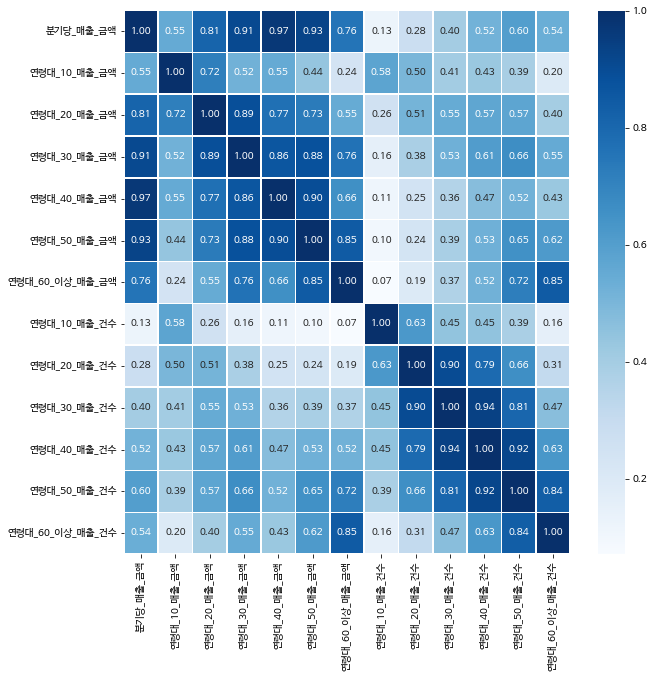 분기당_매출_금액 1.00 0.55 0.81 0.91 0.97 0.93 0.76 0.13 0.28 0.40 0.52 0.60 0.54
연령대_10_매출_금액 0.55 1.00 0.72 0.52 0.55 0.44 0.24 0.58 0.50 0.41 0.43 0.39 0.20
연령대_20_매출_금액 0.81 0.72 1.00 0.89 0.77 0.73 0.55 0.26 0.51 0.55 0.57 0.57 0.40
연령대_30_매출_금액 0.91 0.52 0.89 1.00 0.86 0.88 0.76 0.16 0.38 0.53 0.61 0.66 0.55
연령대_40_매출_금액 0.97 0.55 0.77 0.86 1.00 0.90 0.66 0.11 0.25 0.36 0.47 0.52 0.43
연령대_50_매출_금액 0.93 0.44 0.73 0.88 0.90 1.00 0.85 0.10 0.24 0.39 0.53 0.65 0.62
연령대_60_이상_매출_금액 0.76 0.24 0.55 0.76 0.66 0.85 1.00 0.07 0.19 0.37 0.52 0.72 0.85
연령대_10_매출_건수 0.13 0.58 0.26 0.16 0.11 0.10 0.07 1.00 0.63 0.45 0.45 0.39 0.16
연령대_20_매출_건수 0.28 0.50 0.51 0.38 0.25 0.24 0.19 0.63 1.00 0.90 0.79 0.66 0.31
연령대_30_매출_건수 0.40 0.41 0.55 0.53 0.36 0.39 0.37 0.45 0.90 1.00 0.94 0.81 0.47
연령대_40_매출_건수 0.52 0.43 0.57 0.61 0.47 0.53 0.52 0.45 0.79 0.94 1.00 0.92 0.63
연령대_50_매출_건수 0.60 0.39 0.57 0.66 0.52 0.65 0.72 0.39 0.66 0.81 0.92 1.00 0.84
연령대_60_이상_매출_건수 0.54 0.20 0.40 0.55 0.43 0.62 0.85 0.16 0.31 0.47 0.63 0.84 1.00
분기당_매출_금액
연령대_10_매출_금액
연령대_20_매출_금액
연령대_30_매출_금액
연령대_40_매출_금액
연령대_50_매출_금액
연령대_60_이상_매출_금액
연령대_10_매출_건수
연령대_20_매출_건수
연령대_30_매출_건수
연령대_40_매출_건수
연령대_50_매출_건수
연령대_60_이상_매출_건수
1.0
0.8
0.6
0.4
0.2